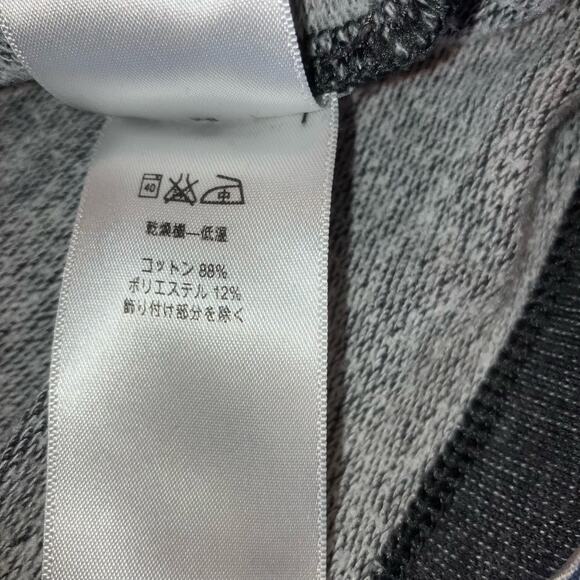 40 中
乾燥機—低温
コットン 88%
ポリエステル 12%
飾り付け部分を除く